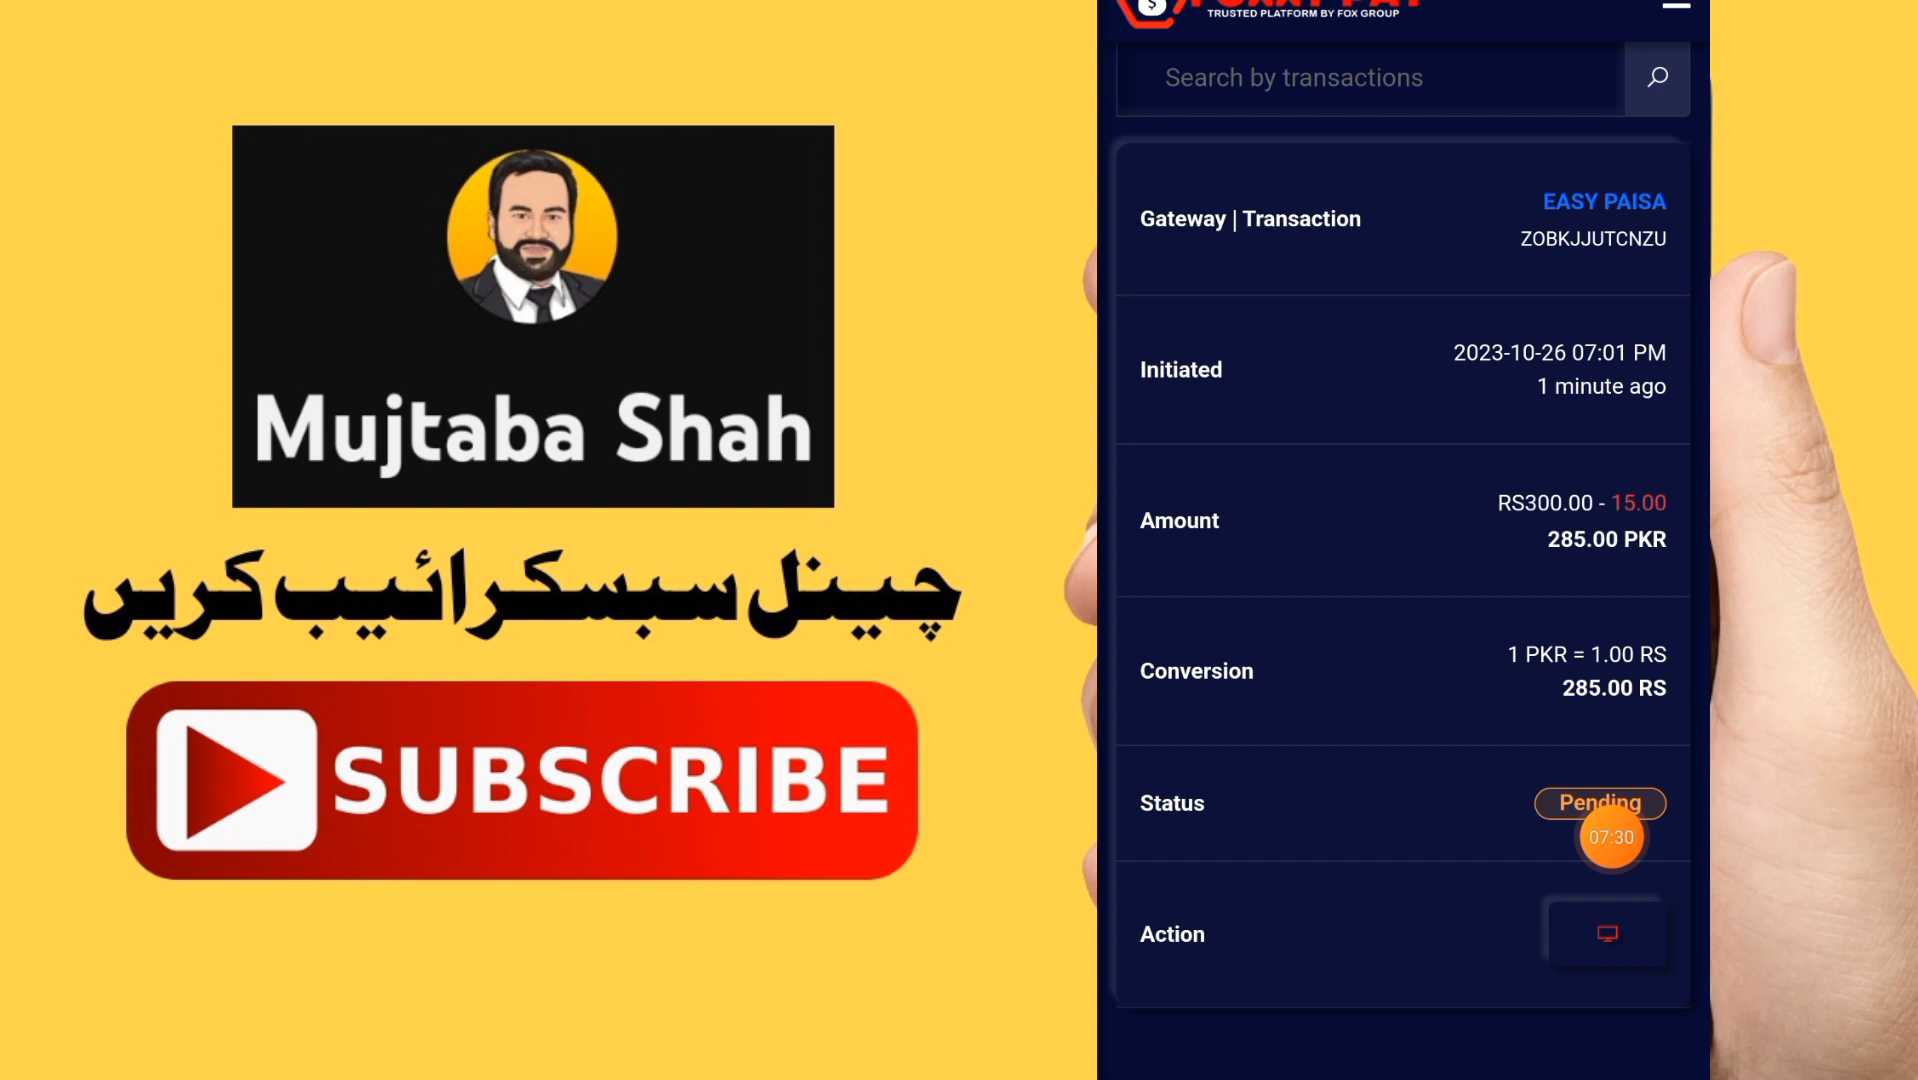 Mujtaba Shah
چینل سبسکرائیب کریں
SUBSCRIBE
$
TRUSTED PLATFORM BY FOX GROUP
Search by transactions
Gateway | Transaction
EASY PAISA
ZOBKJJUTCNZU
Initiated
2023-10-26 07:01 PM
1 minute ago
Amount
RS300.00 - 15.00
285.00 PKR
Conversion
1 PKR = 1.00 RS
285.00 RS
Status
Pending
07:30
Action